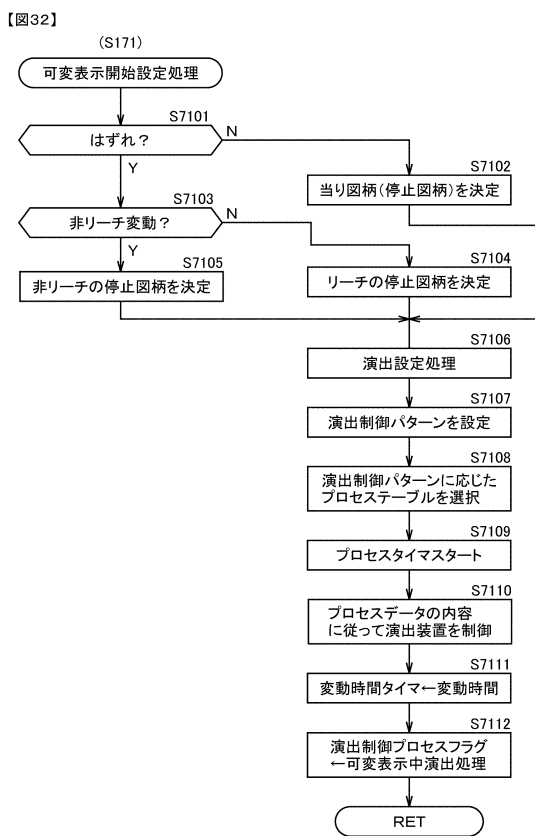 【図32】
(S171)
可変表示開始設定処理
S7101
はずれ？
N
Y
S7102
当り図柄(停止図柄)を決定
S7103
非リーチ変動？
N
Y
S7105
非リーチの停止図柄を決定
S7104
リーチの停止図柄を決定
S7106
演出設定処理
S7107
演出制御パターンを設定
S7108
演出制御パターンに応じた
プロセステーブルを選択
S7109
プロセスタイマスタート
S7110
プロセスデータの内容
に従って演出装置を制御
S7111
変動時間タイマ←変動時間
S7112
演出制御プロセスフラグ
←可変表示中演出処理
RET